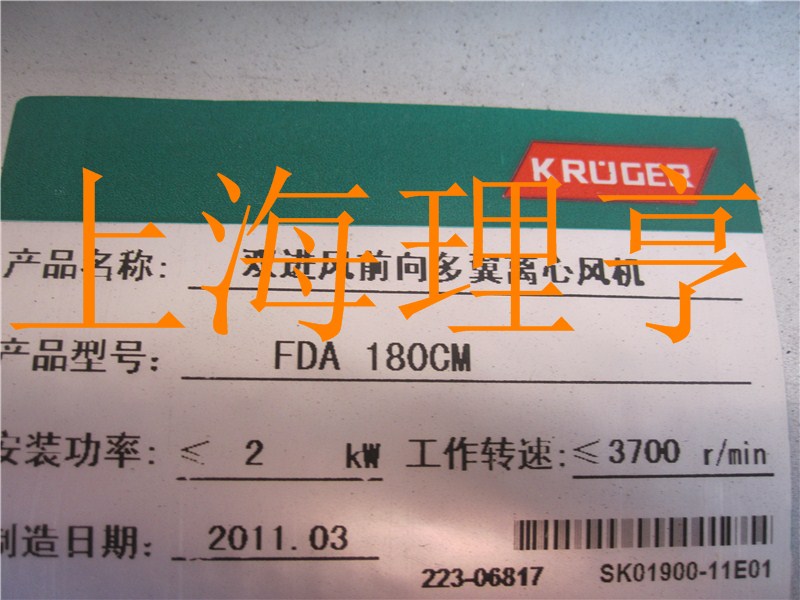 KRÜGER
上海理亨
产品名称: 双进风前向多翼离心风机
产品型号: FDA 180CM
安装功率: ≤ 2 kW 工作转速: ≤3700 r/min
制造日期: 2011.03
223-06817 SK01900-11E01